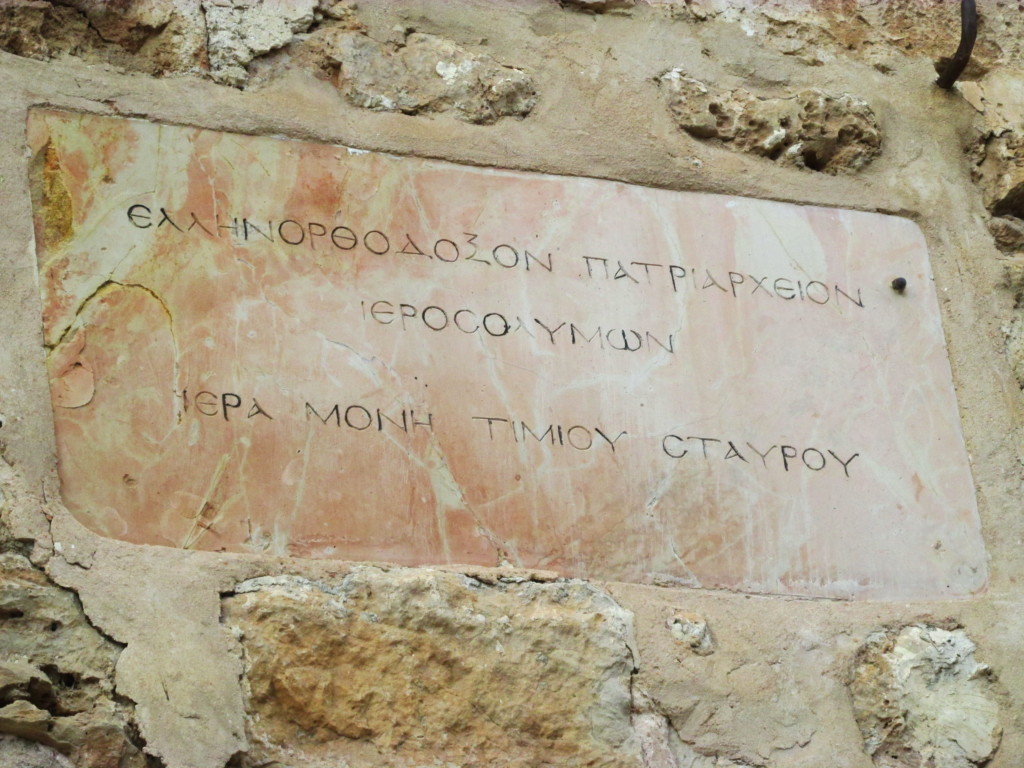 ΕΛΛΗΝΟΡΘΟΔΟΞΟΝ ΠΑΤΡΙΑΡΧΕΙΟΝ
ΙΕΡΟϹΟΛΥΜΩΝ
ΙΕΡΑ ΜΟΝΗ ΤΙΜΙΟΥ ϹΤΑΥΡΟΥ